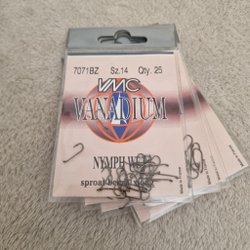 7071BZ Sz.14 Qty. 25
VMC
VANADIUM
NYMPH WET
sproat bend